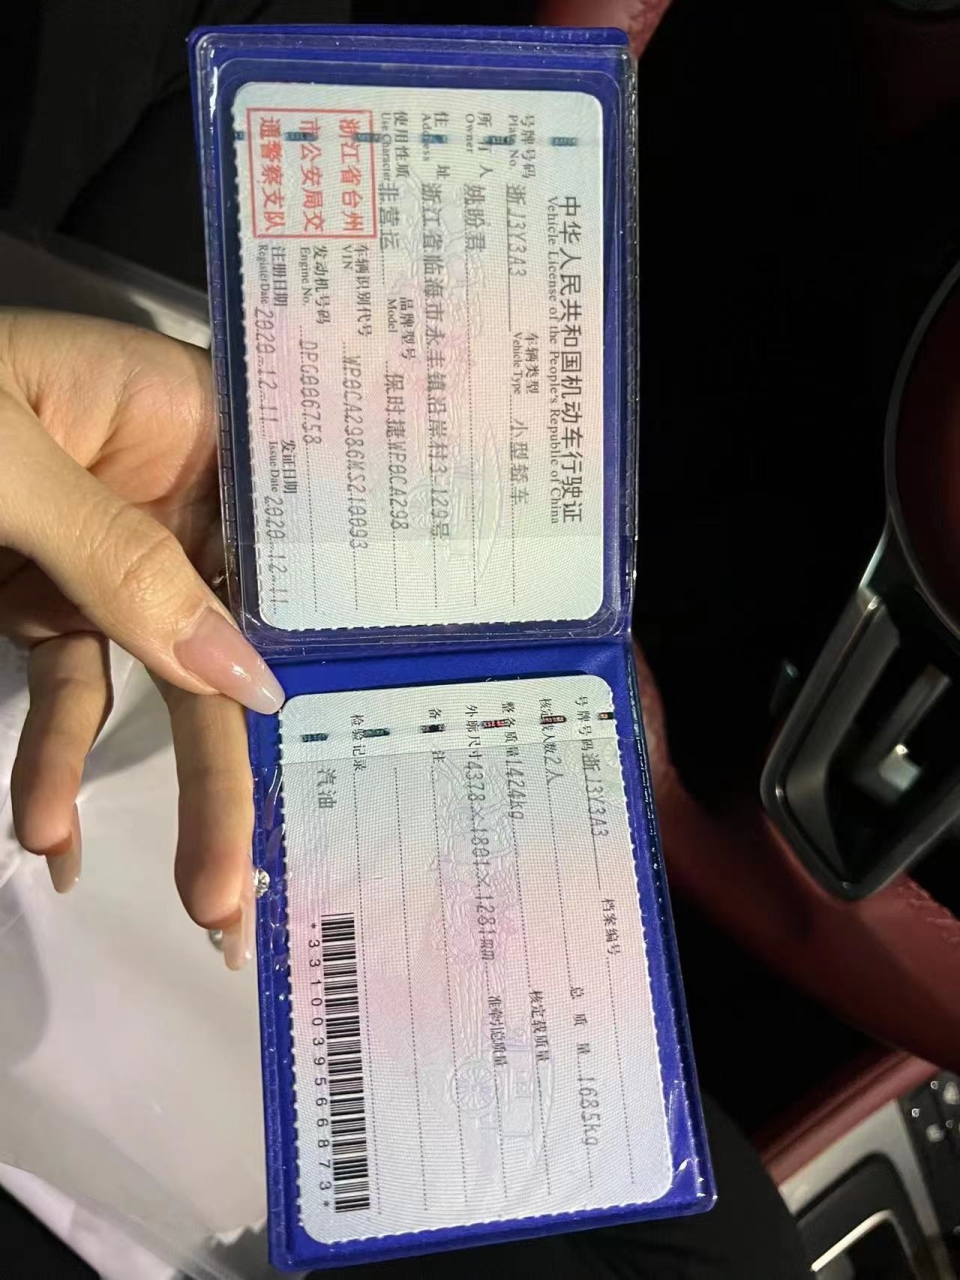 中华人民共和国机动车行驶证
Vehicle License of the People's Republic of China
号牌号码 浙J3Y3A3 车辆类型 小型轿车
Plate No. Vehicle Type
所有人 姚盼君
Owner
住址 浙江省临海市永丰镇沿岸村3-129号
Address
使用性质 非营运 品牌型号 保时捷WP0CA298
Use Character Model
浙江省台州
市公安局交
通警察支队
车辆识别代号 WP0CA2986MS210093
VIN
发动机号码 DPG006758
Engine No.
注册日期 2020-12-11 发证日期 2020-12-11
Register Date Issue Date
号牌号码 浙J3Y3A3 档案编号
核定载人数 2人 总质量 1685kg
整备质量 1424kg 核定载质量
外廓尺寸 4378×1801×1281mm 准牵引总质量
备注
检验记录
汽油
*3310039566873*